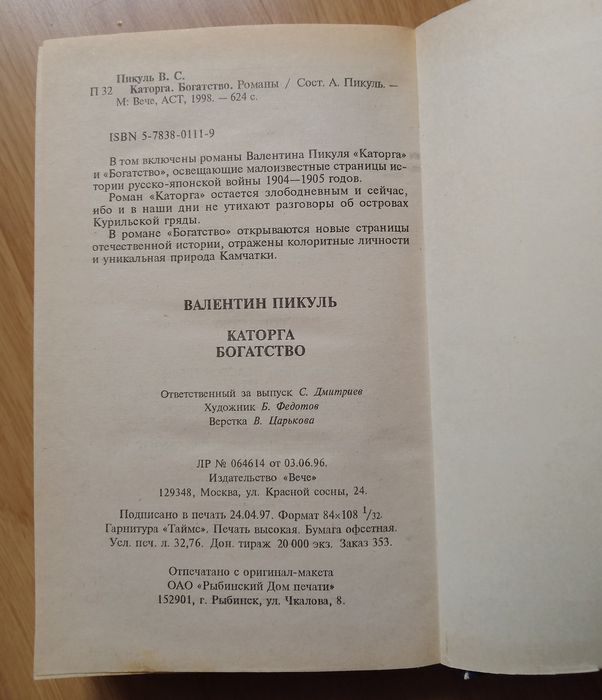 Пикуль В. С.
П 32 Каторга. Богатство. Романы / Сост. А. Пикуль. —
М: Вече, АСТ, 1998. — 624 с.
ISBN 5-7838-0111-9
В том включены романы Валентина Пикуля «Каторга»
и «Богатство», освещающие малоизвестные страницы ис-
тории русско-японской войны 1904—1905 годов.
Роман «Каторга» остается злободневным и сейчас,
ибо и в наши дни не утихают разговоры об островах
Курильской гряды.
В романе «Богатство» открываются новые страницы
отечественной истории, отражены колоритные личности
и уникальная природа Камчатки.
ВАЛЕНТИН ПИКУЛЬ
КАТОРГА
БОГАТСТВО
Ответственный за выпуск С. Дмитриев
Художник Б. Федотов
Верстка В. Царькова
ЛР № 064614 от 03.06.96.
Издательство «Вече»
129348, Москва, ул. Красной сосны, 24.
Подписано в печать 24.04.97. Формат 84×108 1/32.
Гарнитура «Таймс». Печать высокая. Бумага офсетная.
Усл. печ. л. 32,76. Доп. тираж 20 000 экз. Заказ 353.
Отпечатано с оригинал-макета
ОАО «Рыбинский Дом печати»
152901, г. Рыбинск, ул. Чкалова, 8.